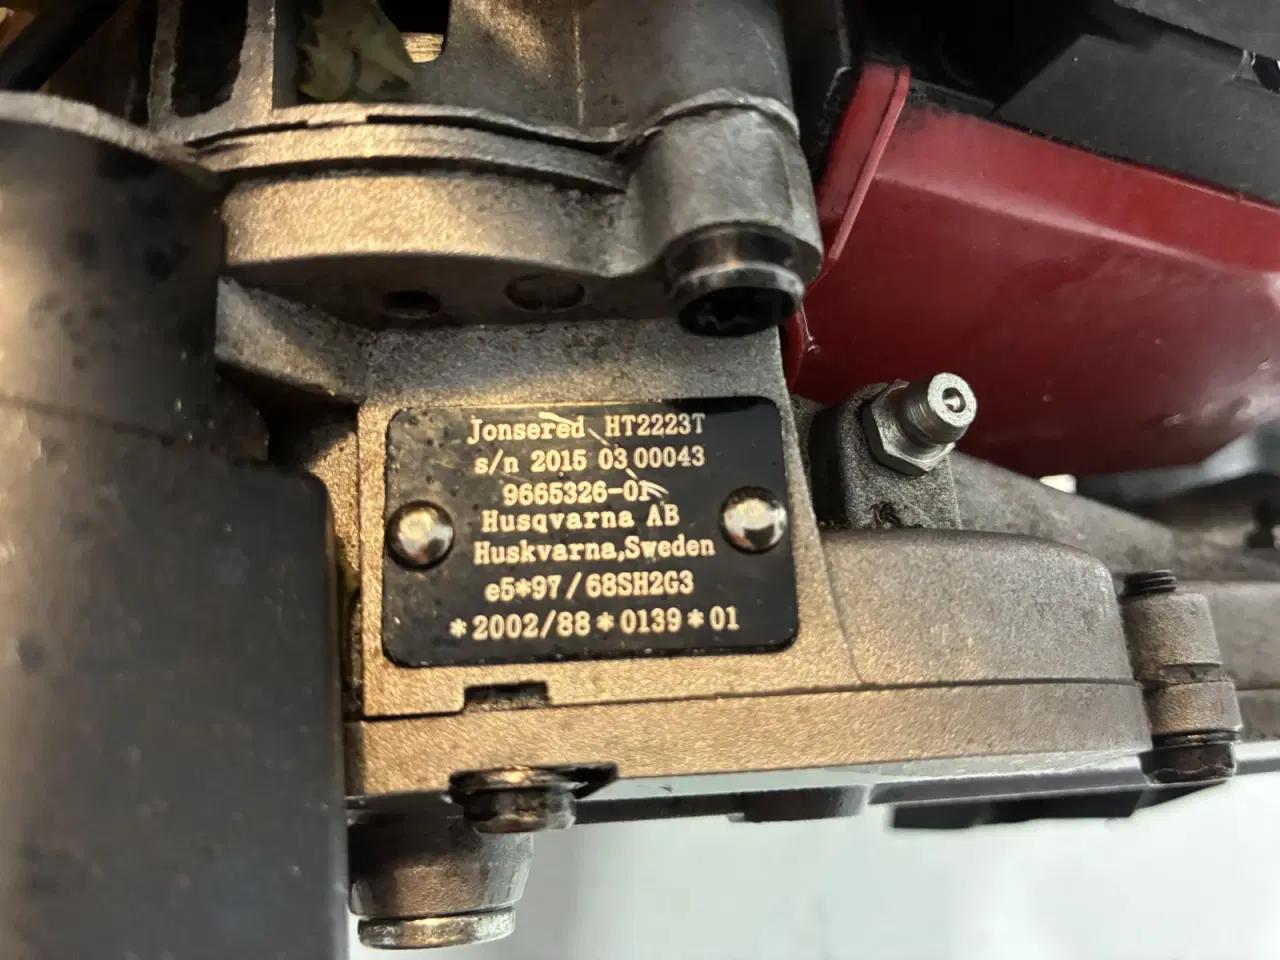 Jonsered HT2223T
s/n 2015 03 00043
9665326-01
Husqvarna AB
Huskvarna,Sweden
e5*97/68SH2G3
*2002/88*0139*01